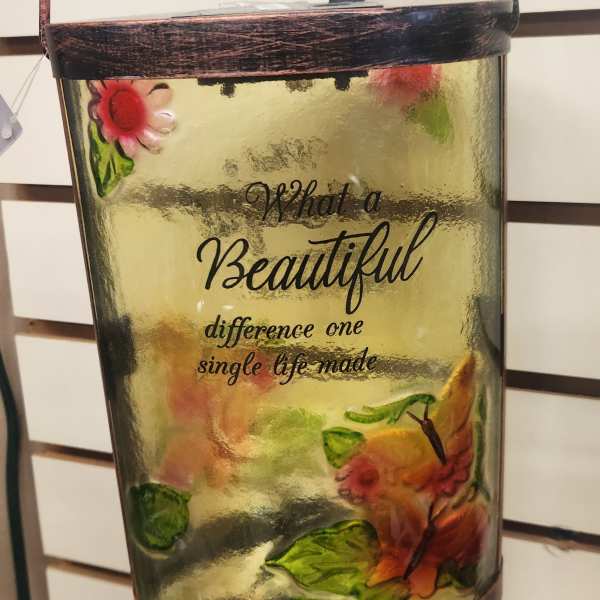 What a
Beautiful
difference one
single life made